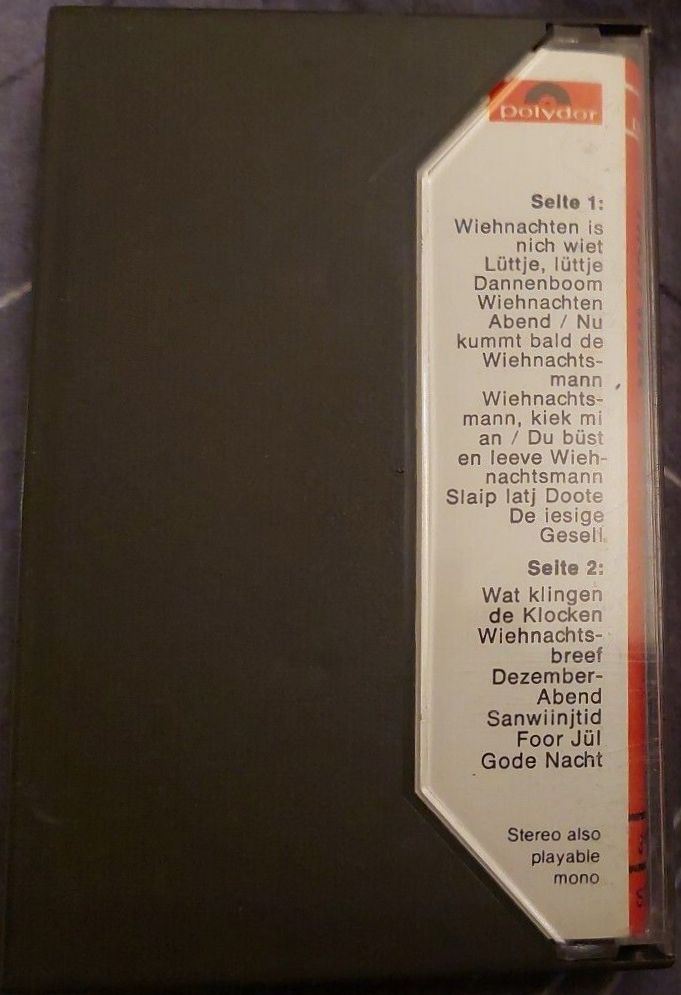 polydor
Seite 1:
Wiehnachten is
nich wiet
Lüttje, lüttje
Dannenboom
Wiehnachten
Abend / Nu
kummt bald de
Wiehnachts-
mann
Wiehnachts-
mann, kiek mi
an / Du büst
en leeve Wieh-
nachtsmann
Slaip latj Doote
De iesige
Gesell
Seite 2:
Wat klingen
de Klocken
Wiehnachts-
breef
Dezember-
Abend
Sanwiinjtid
Foor Jül
Gode Nacht
Stereo also
playable
mono